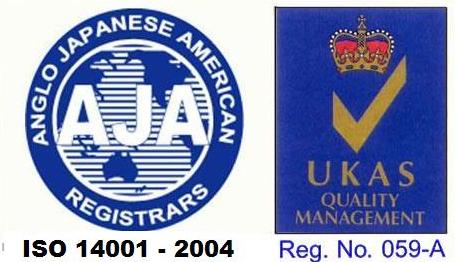 ANGLO JAPANESE AMERICAN
AJA
REGISTRARS
ISO 14001 - 2004
UKAS
QUALITY
MANAGEMENT
Reg. No. 059-A